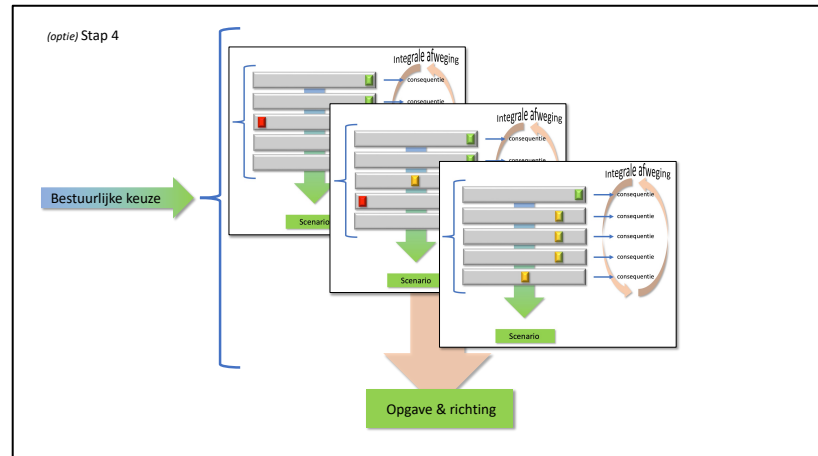 (optie) Stap 4
Bestuurlijke keuze
Integrale afweging
consequentie
consequentie
Scenario
Integrale afweging
consequentie
Scenario
Integrale afweging
consequentie
consequentie
consequentie
consequentie
consequentie
Scenario
Opgave & richting